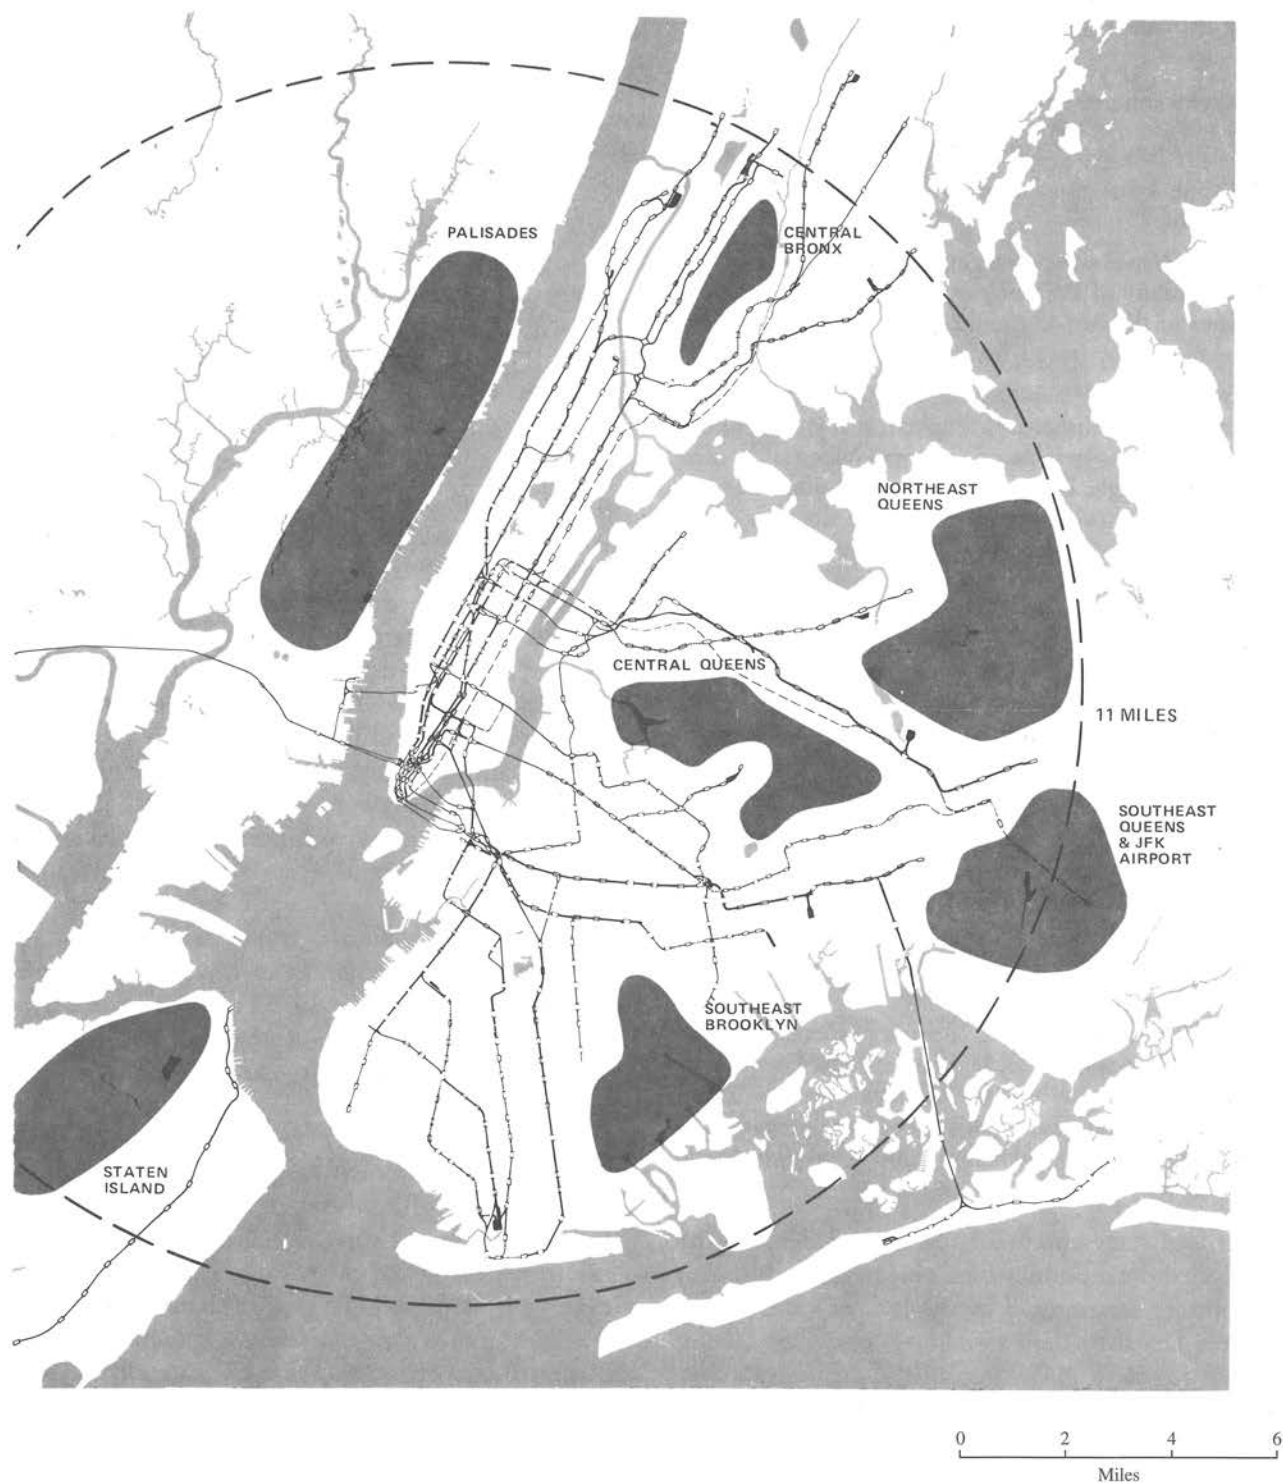 PALISADES
CENTRAL
BRONX
NORTHEAST
QUEENS
CENTRAL QUEENS
11 MILES
SOUTHEAST
QUEENS
& JFK
AIRPORT
SOUTHEAST
BROOKLYN
STATEN
ISLAND
0 2 4 6
Miles